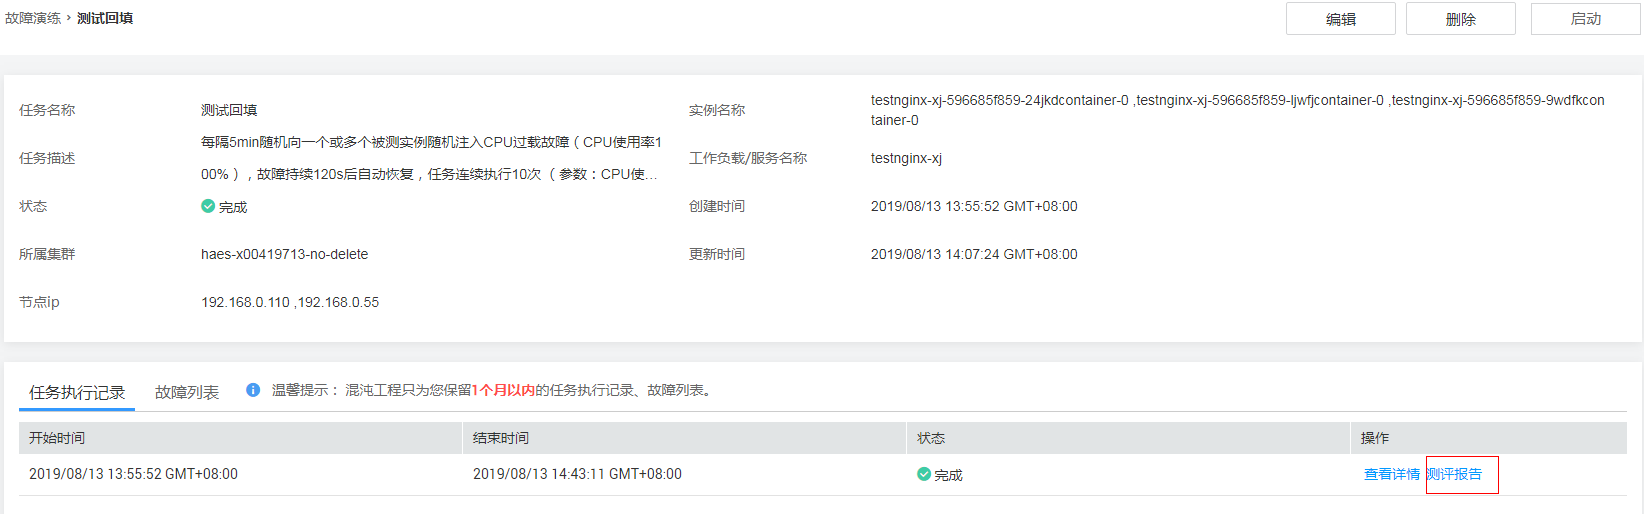 故障演练 › 测试回填
编辑
删除
启动
任务名称
测试回填
实例名称
testnginx-xj-596685f859-24jkdcontainer-0 ,testnginx-xj-596685f859-ljwfjcontainer-0 ,testnginx-xj-596685f859-9wdfkcon
tainer-0
任务描述
每隔5min随机向一个或多个被测实例随机注入CPU过载故障（CPU使用率1
00%），故障持续120s后自动恢复，任务连续执行10次 （参数：CPU使...
工作负载/服务名称
testnginx-xj
状态
完成
创建时间
2019/08/13 13:55:52 GMT+08:00
所属集群
haes-x00419713-no-delete
更新时间
2019/08/13 14:07:24 GMT+08:00
节点ip
192.168.0.110 ,192.168.0.55
任务执行记录
故障列表
温馨提示： 混沌工程只为您保留1个月以内的任务执行记录、故障列表。
开始时间
结束时间
状态
操作
2019/08/13 13:55:52 GMT+08:00
2019/08/13 14:43:11 GMT+08:00
完成
查看详情 测评报告